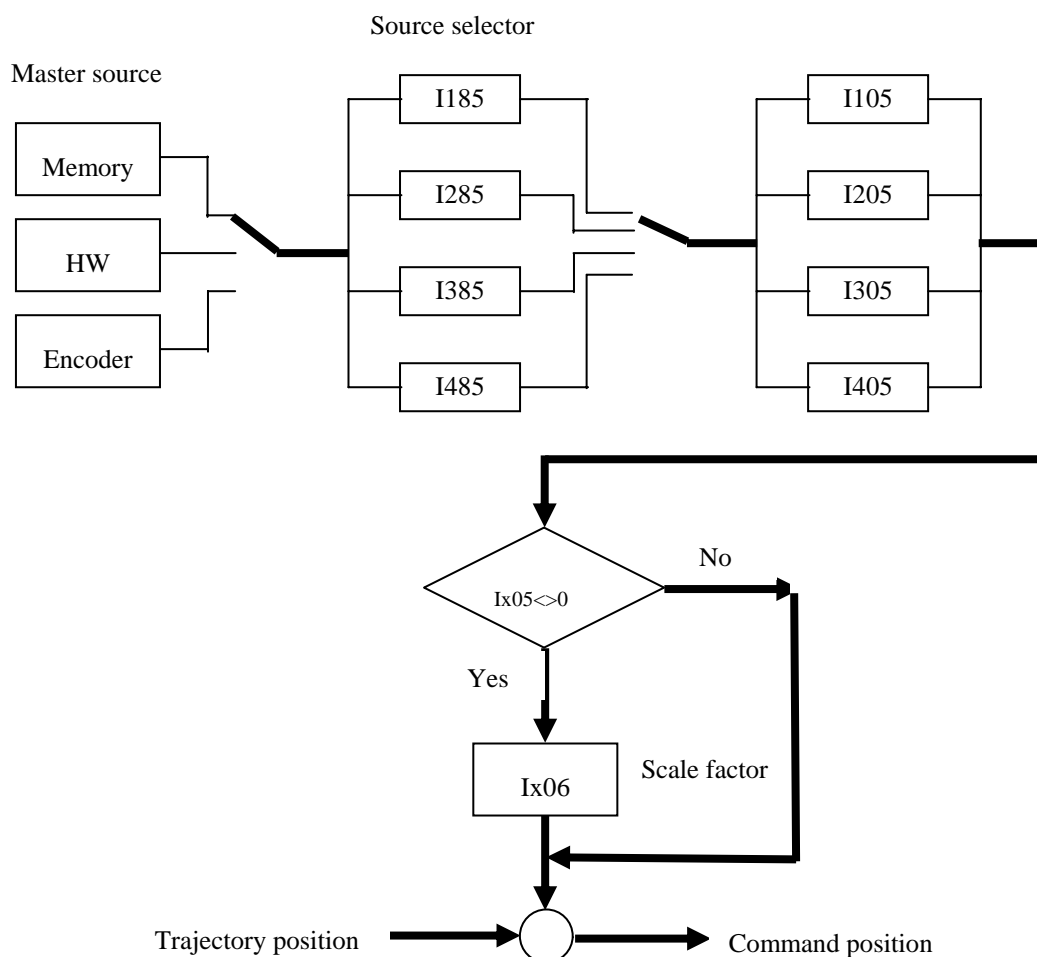 Source selector
Master source
I185
I105
Memory
I285
I205
HW
I385
I305
Encoder
I485
I405
No
Ix05<>0
Yes
Scale factor
Ix06
Trajectory position
Command position